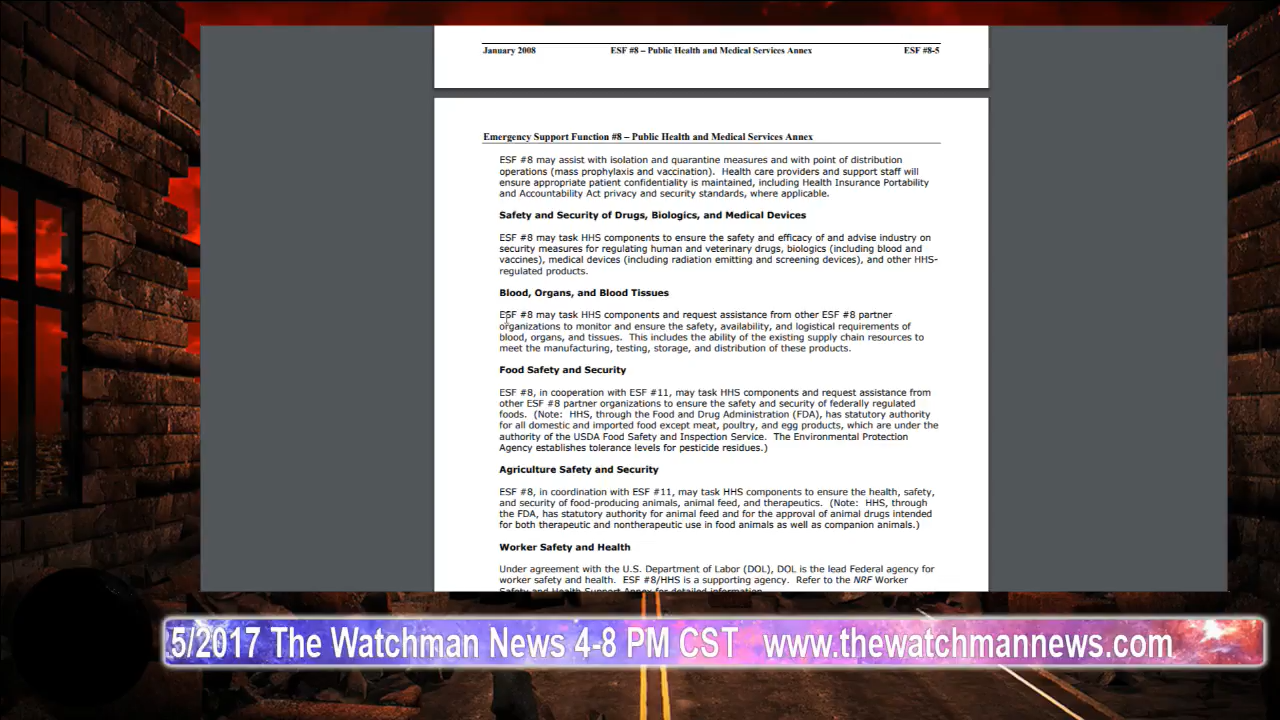 January 2008 ESF #8 – Public Health and Medical Services Annex ESF #8-5
Emergency Support Function #8 – Public Health and Medical Services Annex
ESF #8 may assist with isolation and quarantine measures and with point of distribution
operations (mass prophylaxis and vaccination). Health care providers and support staff will
ensure appropriate patient confidentiality is maintained, including Health Insurance Portability
and Accountability Act privacy and security standards, where applicable.
Safety and Security of Drugs, Biologics, and Medical Devices
ESF #8 may task HHS components to ensure the safety and efficacy of and advise industry on
security measures for regulating human and veterinary drugs, biologics (including blood and
vaccines), medical devices (including radiation emitting and screening devices), and other HHS-
regulated products.
Blood, Organs, and Blood Tissues
ESF #8 may task HHS components and request assistance from other ESF #8 partner
organizations to monitor and ensure the safety, availability, and logistical requirements of
blood, organs, and tissues. This includes the ability of the existing supply chain resources to
meet the manufacturing, testing, storage, and distribution of these products.
Food Safety and Security
ESF #8, in cooperation with ESF #11, may task HHS components and request assistance from
other ESF #8 partner organizations to ensure the safety and security of federally regulated
foods. (Note: HHS, through the Food and Drug Administration (FDA), has statutory authority
for all domestic and imported food except meat, poultry, and egg products, which are under the
authority of the USDA Food Safety and Inspection Service. The Environmental Protection
Agency establishes tolerance levels for pesticide residues.)
Agriculture Safety and Security
ESF #8, in coordination with ESF #11, may task HHS components to ensure the health, safety,
and security of food-producing animals, animal feed, and therapeutics. (Note: HHS, through
the FDA, has statutory authority for animal feed and for the approval of animal drugs intended
for both therapeutic and nontherapeutic use in food animals as well as companion animals.)
Worker Safety and Health
Under agreement with the U.S. Department of Labor (DOL), DOL is the lead Federal agency for
worker safety and health. ESF #8/HHS is a supporting agency. Refer to the NRF Worker
Safety and Health Support Annex for detailed information.
5/2017 The Watchman News 4-8 PM CST www.thewatchmannews.com